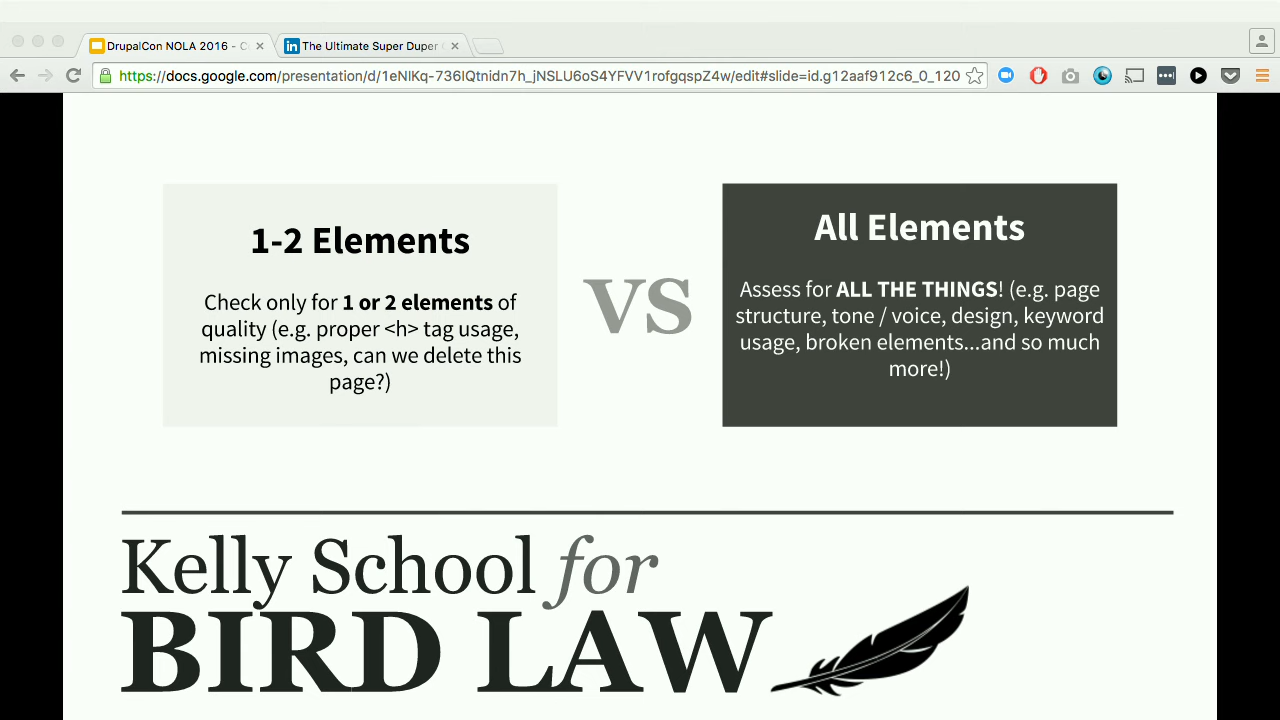 DrupalCon NOLA 2016 - C
The Ultimate Super Duper
https://docs.google.com/presentation/d/1eNlKq-736lQtnidn7h_jNSLU6oS4YFVV1rofgqspZ4w/edit#slide=id.g12aaf912c6_0_120
1-2 Elements
Check only for 1 or 2 elements of
quality (e.g. proper <h> tag usage,
missing images, can we delete this
page?)
vs
All Elements
Assess for ALL THE THINGS! (e.g. page
structure, tone / voice, design, keyword
usage, broken elements...and so much
more!)
Kelly School for
BIRD LAW